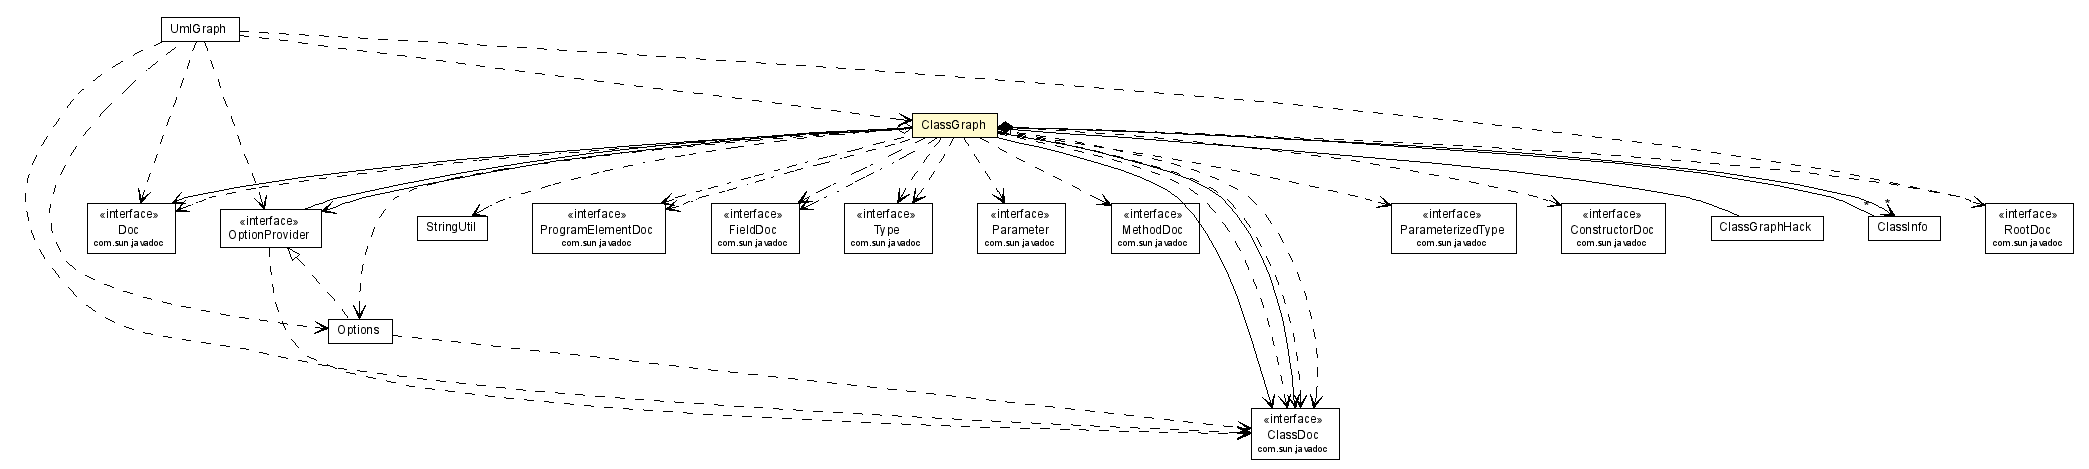 UmlGraph
ClassGraph
«interface»
Doc
com.sun.javadoc
«interface»
OptionProvider
StringUtil
«interface»
ProgramElementDoc
com.sun.javadoc
«interface»
FieldDoc
com.sun.javadoc
«interface»
Type
com.sun.javadoc
«interface»
Parameter
com.sun.javadoc
«interface»
MethodDoc
com.sun.javadoc
«interface»
ParameterizedType
com.sun.javadoc
«interface»
ConstructorDoc
com.sun.javadoc
ClassGraphHack
*
*
ClassInfo
«interface»
RootDoc
com.sun.javadoc
Options
«interface»
ClassDoc
com.sun.javadoc